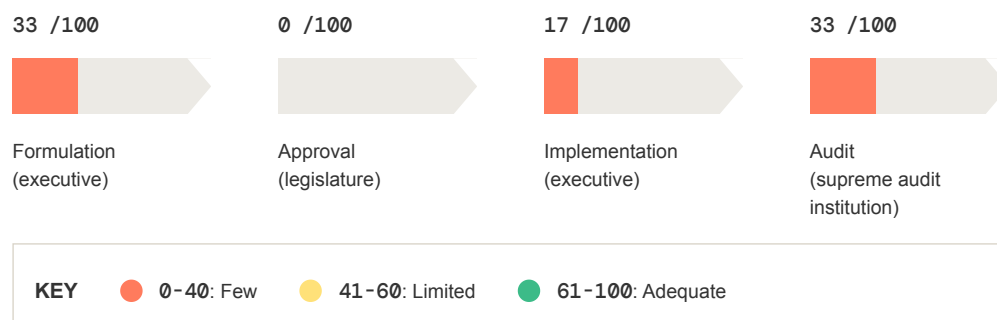 33 /100
0 /100
17 /100
33 /100
Formulation
(executive)
Approval
(legislature)
Implementation
(executive)
Audit
(supreme audit
institution)
KEY
0-40: Few
41-60: Limited
61-100: Adequate